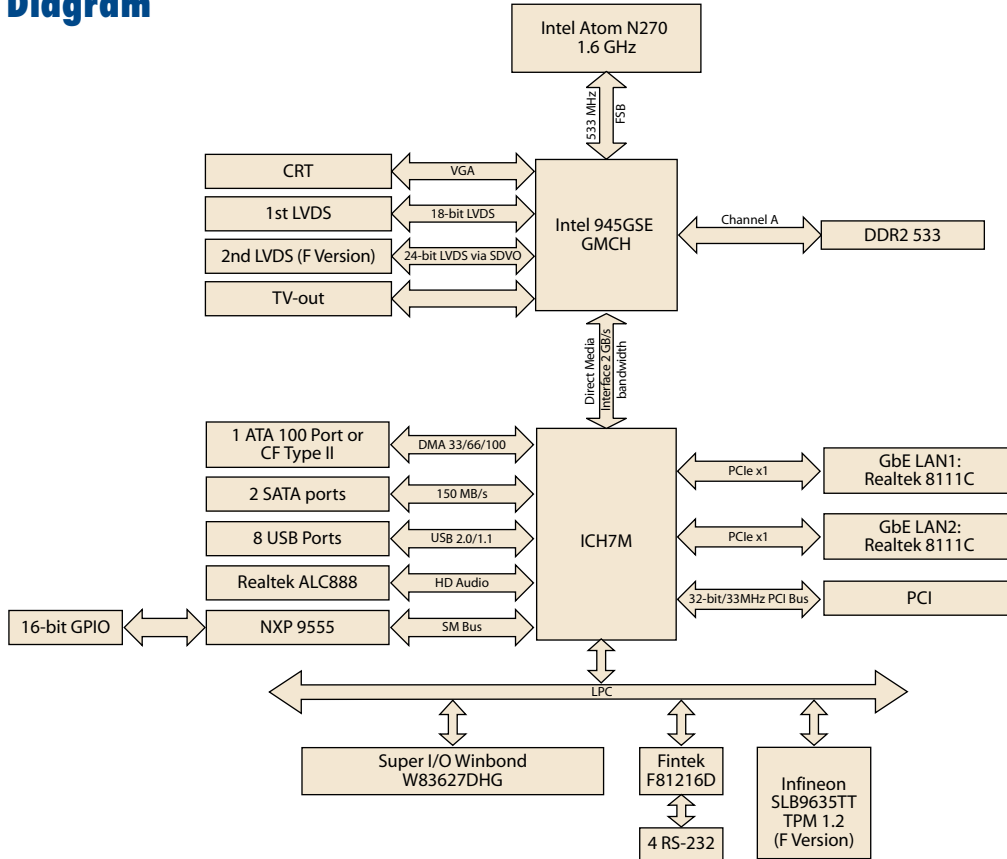 Diagram
Intel Atom N270
1.6 GHz
533 MHz
FSB
CRT
VGA
1st LVDS
18-bit LVDS
2nd LVDS (F Version)
24-bit LVDS via SDVO
TV-out
Intel 945GSE
GMCH
Channel A
DDR2 533
Direct Media
Interface 2 GB/s
bandwidth
1 ATA 100 Port or
CF Type II
DMA 33/66/100
2 SATA ports
150 MB/s
8 USB Ports
USB 2.0/1.1
Realtek ALC888
HD Audio
16-bit GPIO
NXP 9555
SM Bus
ICH7M
PCIe x1
GbE LAN1:
Realtek 8111C
PCIe x1
GbE LAN2:
Realtek 8111C
32-bit/33MHz PCI Bus
PCI
LPC
Super I/O Winbond
W83627DHG
Fintek
F81216D
4 RS-232
Infineon
SLB9635TT
TPM 1.2
(F Version)